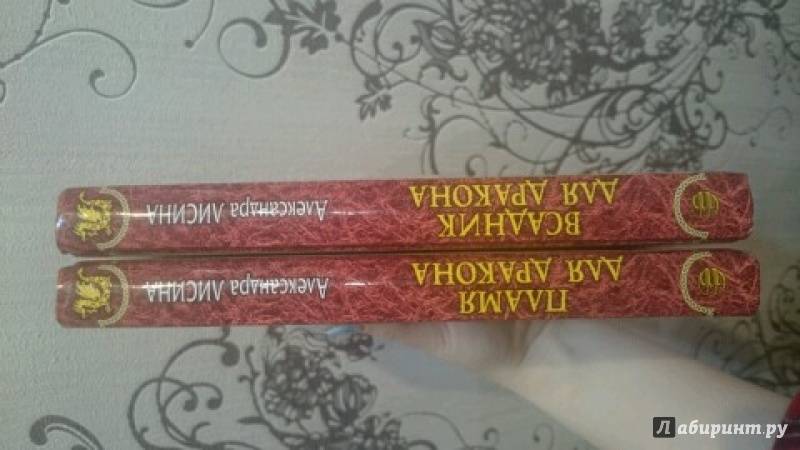 Александра ЛИСИНА
ВСАДНИК
ДЛЯ ДРАКОНА
Александра ЛИСИНА
ПЛАМЯ
ДЛЯ ДРАКОНА
Лабиринт.ру